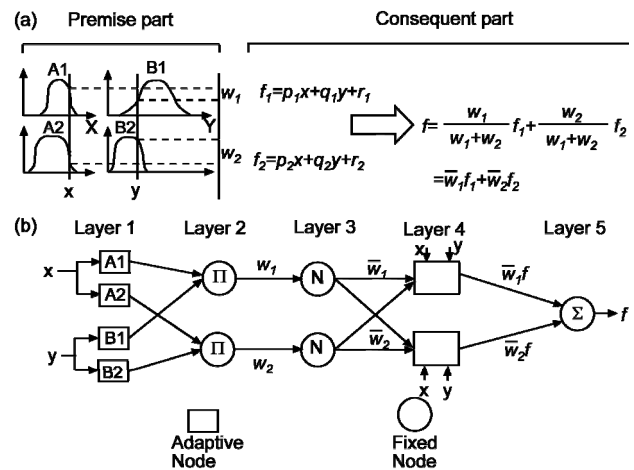 (a) Premise part Consequent part
A1 B1
w₁ f₁=p₁x+q₁y+r₁
X Y
f= w₁/w₁+w₂ f₁+ w₂/w₁+w₂ f₂
A2 B2
w₂ f₂=p₂x+q₂y+r₂
=w̅₁f₁+w̅₂f₂
x y
(b) Layer 1 Layer 2 Layer 3 Layer 4 Layer 5
x y
x A1 Π w₁ N w̅₁ w̅₁f
A2
Σ f
y B1
B2 Π w₂ N w̅₂ w̅₂f
x y
Adaptive Fixed
Node Node